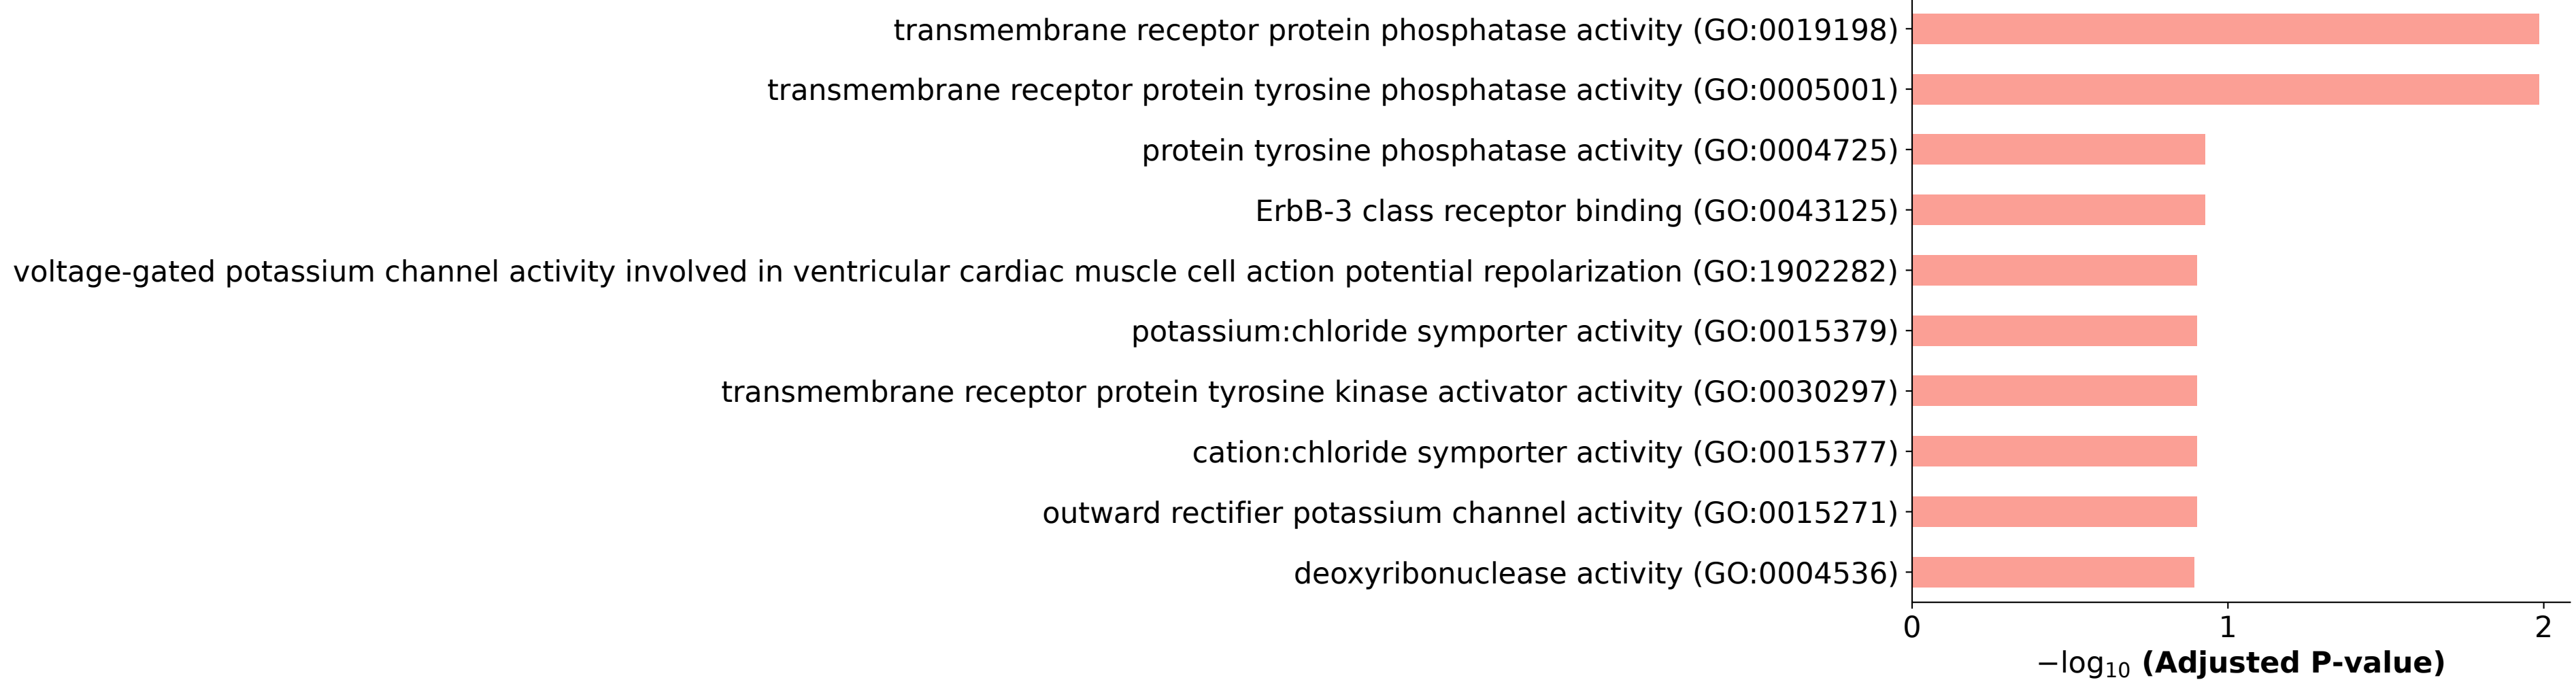 transmembrane receptor protein phosphatase activity (GO:0019198)
transmembrane receptor protein tyrosine phosphatase activity (GO:0005001)
protein tyrosine phosphatase activity (GO:0004725)
ErbB-3 class receptor binding (GO:0043125)
voltage-gated potassium channel activity involved in ventricular cardiac muscle cell action potential repolarization (GO:1902282)
potassium:chloride symporter activity (GO:0015379)
transmembrane receptor protein tyrosine kinase activator activity (GO:0030297)
cation:chloride symporter activity (GO:0015377)
outward rectifier potassium channel activity (GO:0015271)
deoxyribonuclease activity (GO:0004536)
0 1 2
−log₁₀ (Adjusted P-value)